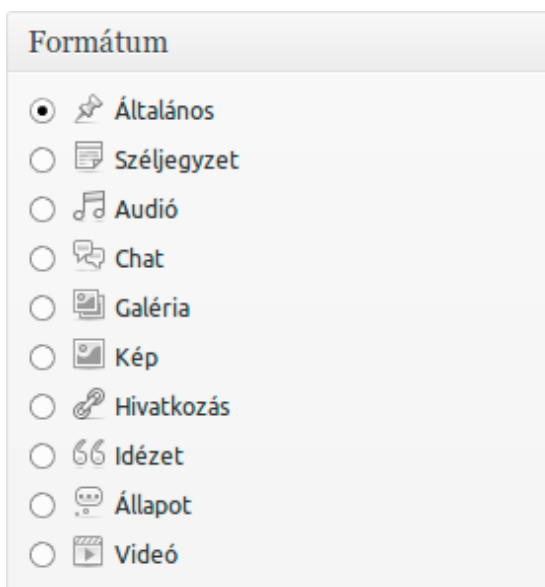 Formátum
Általános
Széljegyzet
Audió
Chat
Galéria
Kép
Hivatkozás
Idézet
Állapot
Videó